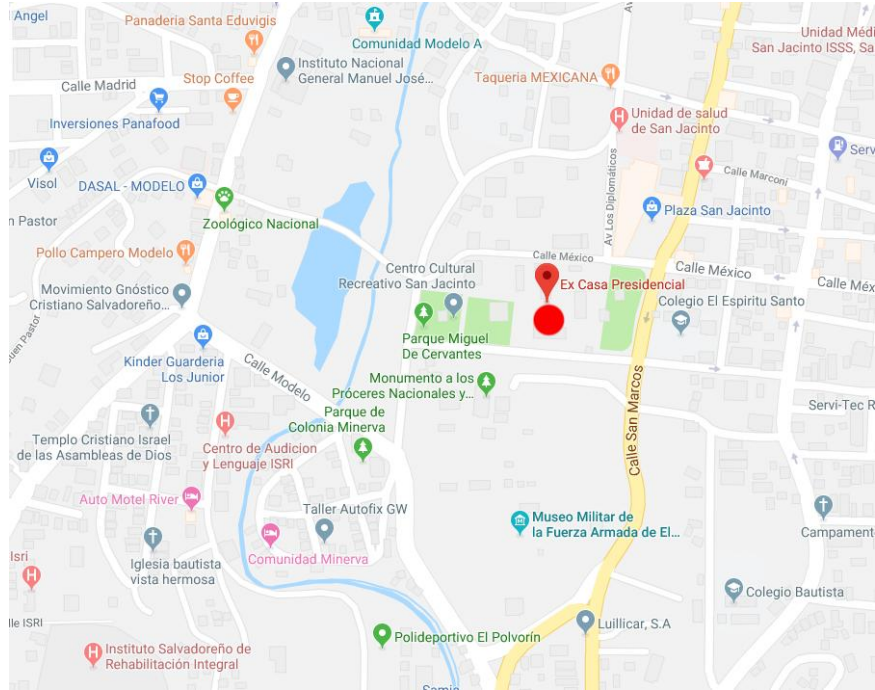 Angel
Panaderia Santa Eduvigis
Comunidad Modelo A
Instituto Nacional
General Manuel José...
Stop Coffee
Calle Madrid
Inversiones Panafood
Taqueria MEXICANA
Unidad Médi
San Jacinto ISSS, Sa
Unidad de salud
de San Jacinto
Serv
Visol
DASAL - MODELO
Zoológico Nacional
Av Los Diplomáticos
Calle Marconi
Plaza San Jacinto
n Pastor
Pollo Campero Modelo
Calle México
Centro Cultural
Recreativo San Jacinto
Ex Casa Presidencial
Calle México
Calle Méx
Movimiento Gnóstico
Cristiano Salvadoreño...
Colegio El Espiritu Santo
uen Pastor
Parque Miguel
De Cervantes
Kinder Guarderia
Los Junior
Calle Modelo
Monumento a los
Próceres Nacionales y...
Parque de
Colonia Minerva
Calle San Marcos
Servi-Tec R
Templo Cristiano Israel
de las Asambleas de Dios
Centro de Audicion
y Lenguaje ISRI
Auto Motel River
Taller Autofix GW
Museo Militar de
la Fuerza Armada de El...
Campament
Isri
Iglesia bautista
vista hermosa
Comunidad Minerva
Colegio Bautista
lle ISRI
Polideportivo El Polvorín
Luillicar, S.A
Instituto Salvadoreño de
Rehabilitación Integral